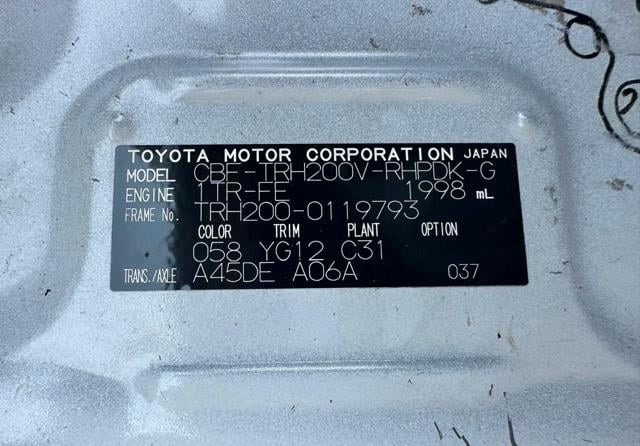 TOYOTA MOTOR CORPORATION JAPAN
MODEL CBF-TRH200V-RHPDK-G
ENGINE 1TR-FE 1998 mL
FRAME No. TRH200-0119793
COLOR TRIM PLANT OPTION
058 YG12 C31
TRANS./AXLE A45DE A06A 037